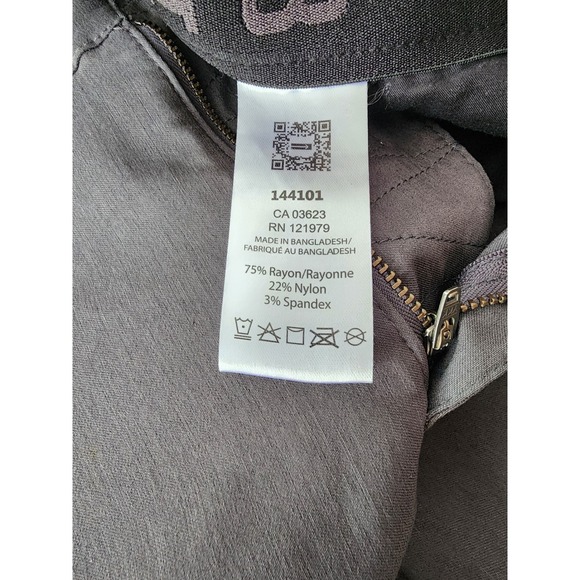 144101
CA 03623
RN 121979
MADE IN BANGLADESH/
FABRIQUÉ AU BANGLADESH
75% Rayon/Rayonne
22% Nylon
3% Spandex